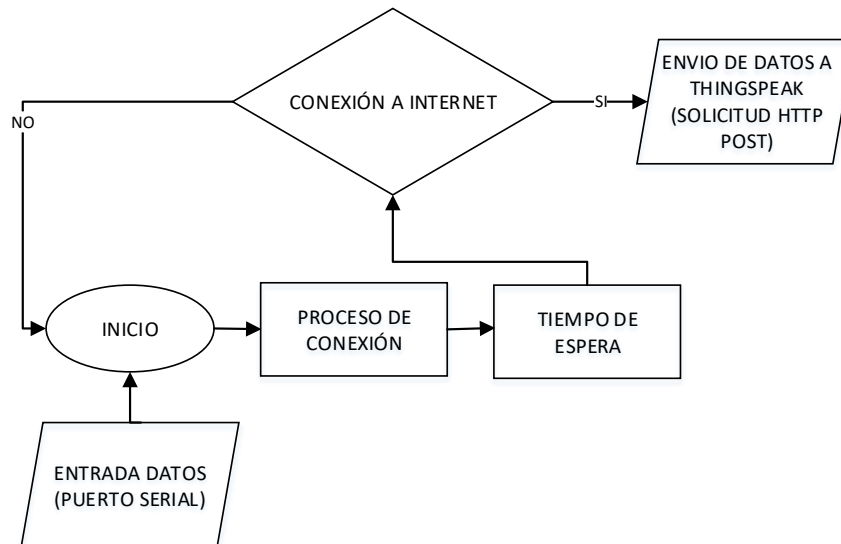 CONEXIÓN A INTERNET
SI
ENVIO DE DATOS A
THINGSPEAK
(SOLICITUD HTTP
POST)
NO
INICIO
PROCESO DE
CONEXIÓN
TIEMPO DE
ESPERA
ENTRADA DATOS
(PUERTO SERIAL)